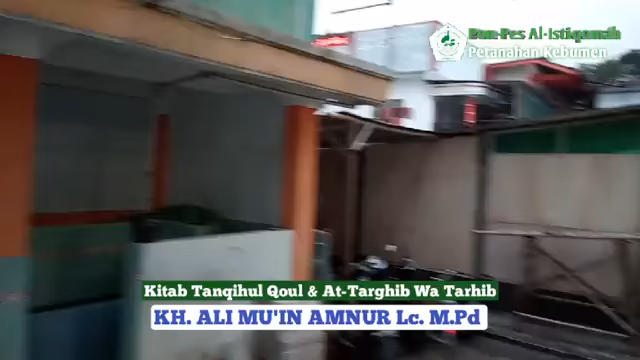 Pon-Pes Al-Istiqomah
Petanahan Kebumen
Kitab Tanqihul Qoul & At-Targhib Wa Tarhib
KH. ALI MU'IN AMNUR Lc. M.Pd